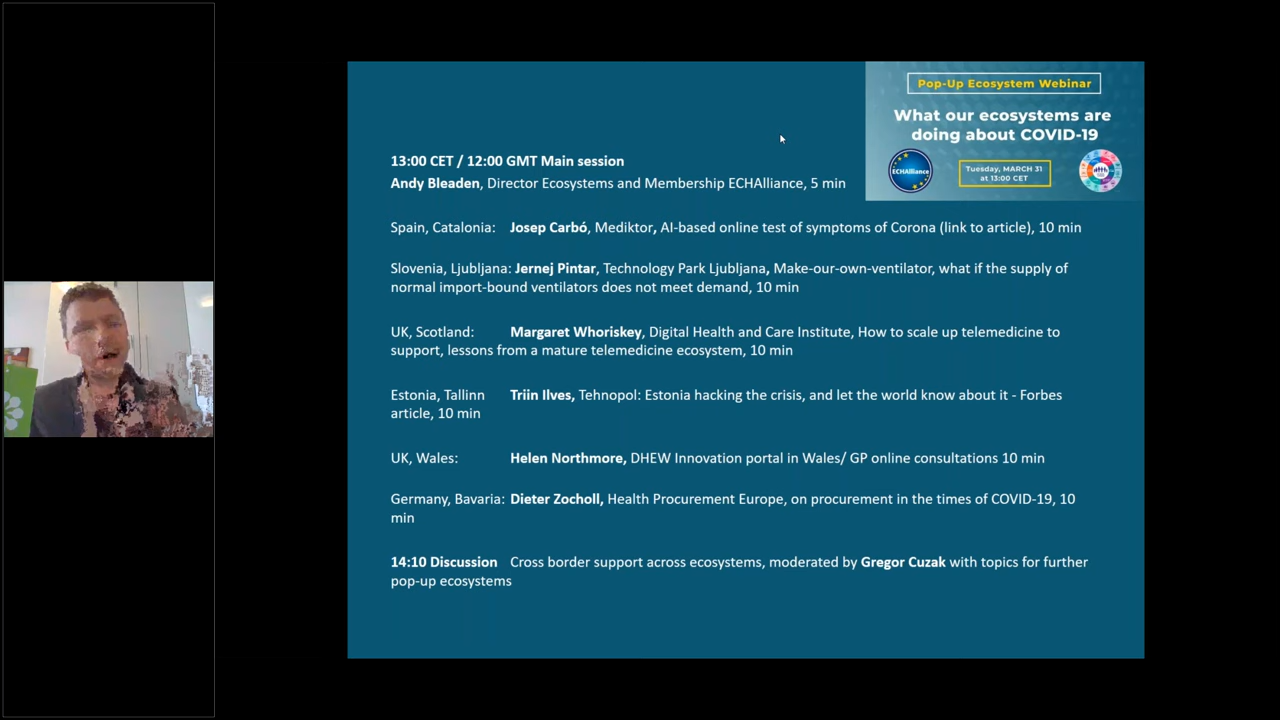 Pop-Up Ecosystem Webinar
What our ecosystems are
doing about COVID-19
ECHAlliance
Tuesday, MARCH 31
at 13:00 CET
13:00 CET / 12:00 GMT Main session
Andy Bleaden, Director Ecosystems and Membership ECHAlliance, 5 min
Spain, Catalonia: Josep Carbó, Mediktor, AI-based online test of symptoms of Corona (link to article), 10 min
Slovenia, Ljubljana: Jernej Pintar, Technology Park Ljubljana, Make-our-own-ventilator, what if the supply of
normal import-bound ventilators does not meet demand, 10 min
UK, Scotland: Margaret Whoriskey, Digital Health and Care Institute, How to scale up telemedicine to
support, lessons from a mature telemedicine ecosystem, 10 min
Estonia, Tallinn Triin Ilves, Tehnopol: Estonia hacking the crisis, and let the world know about it - Forbes
article, 10 min
UK, Wales: Helen Northmore, DHEW Innovation portal in Wales/ GP online consultations 10 min
Germany, Bavaria: Dieter Zocholl, Health Procurement Europe, on procurement in the times of COVID-19, 10
min
14:10 Discussion Cross border support across ecosystems, moderated by Gregor Cuzak with topics for further
pop-up ecosystems